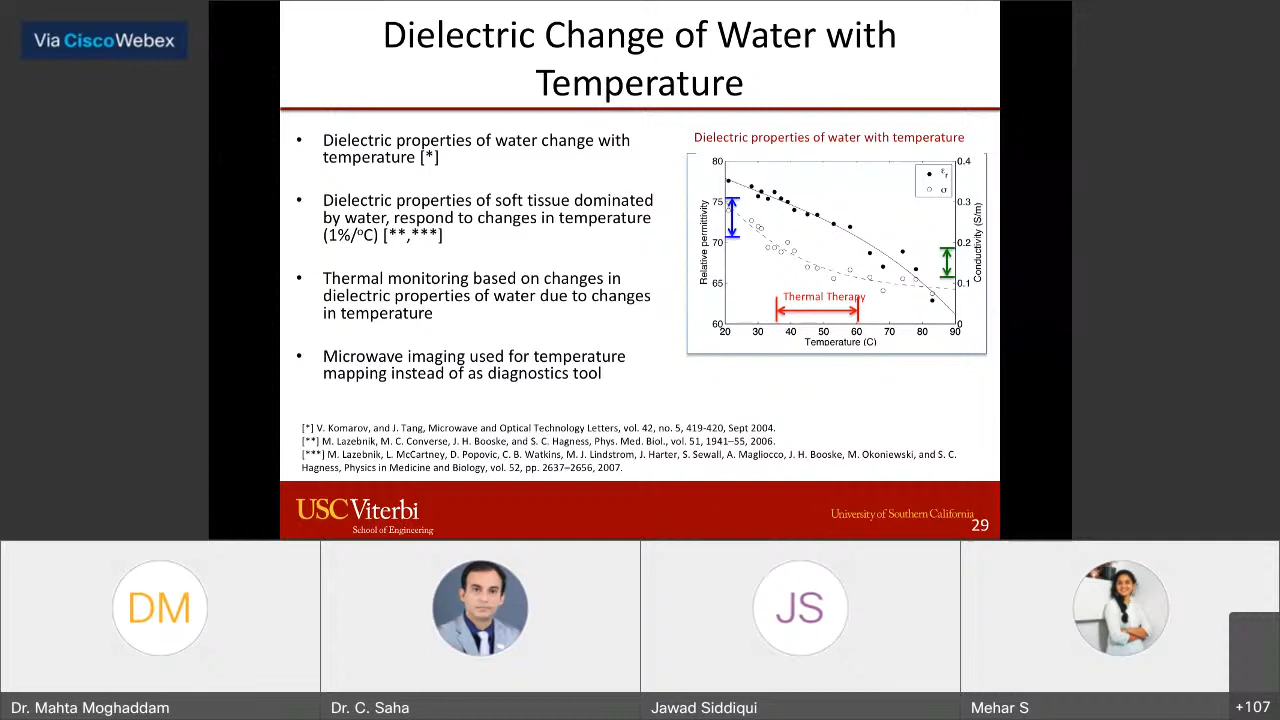 Via Cisco Webex
Dielectric Change of Water with
Temperature
• Dielectric properties of water change with
temperature [*]
• Dielectric properties of soft tissue dominated
by water, respond to changes in temperature
(1%/°C) [**,***]
• Thermal monitoring based on changes in
dielectric properties of water due to changes
in temperature
• Microwave imaging used for temperature
mapping instead of as diagnostics tool
Dielectric properties of water with temperature
80
75
70
65
60
Relative permittivity
εr
σ
0.4
0.3
0.2
0.1
0
Conductivity (S/m)
Thermal Therapy
20 30 40 50 60 70 80 90
Temperature (C)
[*] V. Komarov, and J. Tang, Microwave and Optical Technology Letters, vol. 42, no. 5, 419-420, Sept 2004.
[**] M. Lazebnik, M. C. Converse, J. H. Booske, and S. C. Hagness, Phys. Med. Biol., vol. 51, 1941–55, 2006.
[***] M. Lazebnik, L. McCartney, D. Popovic, C. B. Watkins, M. J. Lindstrom, J. Harter, S. Sewall, A. Magliocco, J. H. Booske, M. Okoniewski, and S. C.
Hagness, Physics in Medicine and Biology, vol. 52, pp. 2637–2656, 2007.
USC Viterbi
School of Engineering
University of Southern California
29
DM
JS
Dr. Mahta Moghaddam
Dr. C. Saha
Jawad Siddiqui
Mehar S
+107